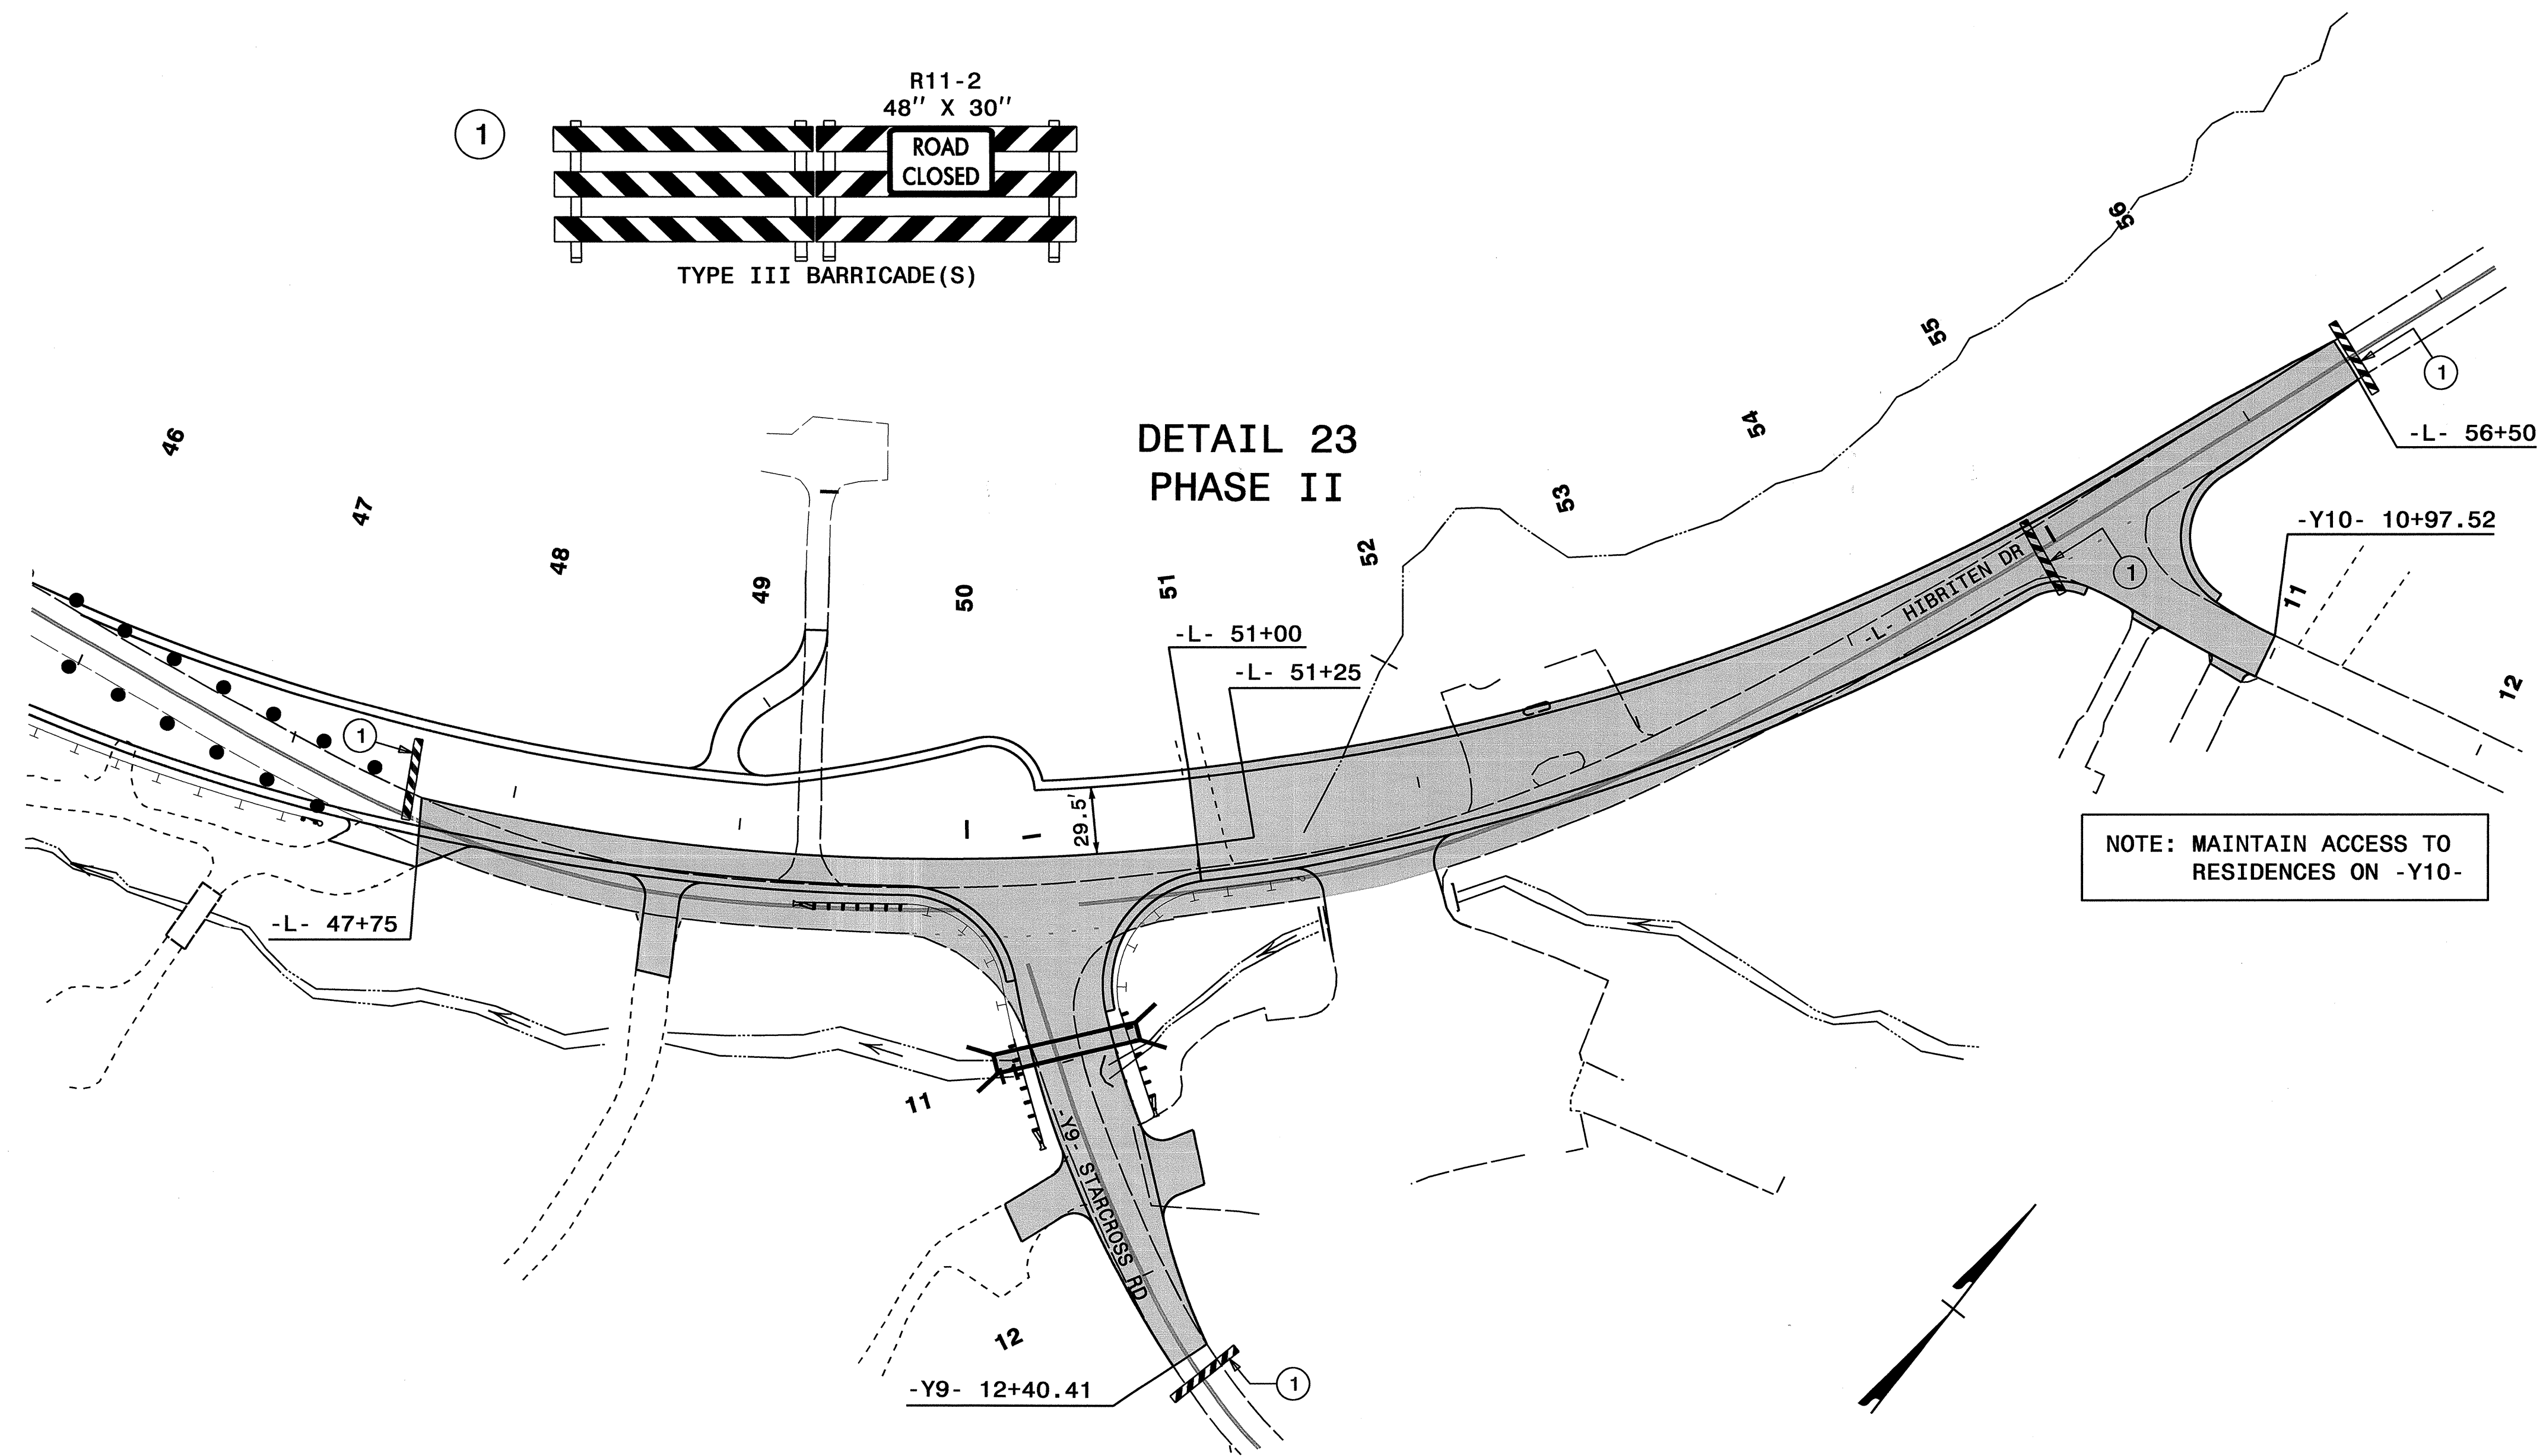 R11-2
48" X 30"
1
ROAD
CLOSED
TYPE III BARRICADE(S)
DETAIL 23
PHASE II
46
47
48
49
50
51
52
53
54
55
56
1
-L- 56+50
-Y10- 10+97.52
-L- HIBRITEN DR
1
11
12
-L- 51+00
-L- 51+25
1
29.5'
-L- 47+75
NOTE: MAINTAIN ACCESS TO
RESIDENCES ON -Y10-
11
-Y9- STARCROSS RD
12
-Y9- 12+40.41
1